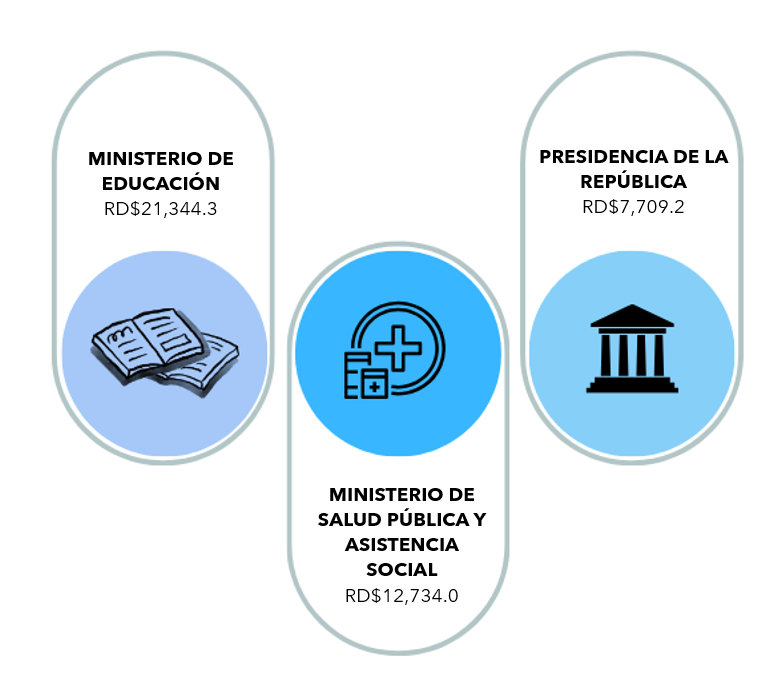 MINISTERIO DE
EDUCACIÓN
RD$21,344.3
MINISTERIO DE
SALUD PÚBLICA Y
ASISTENCIA
SOCIAL
RD$12,734.0
PRESIDENCIA DE LA
REPÚBLICA
RD$7,709.2